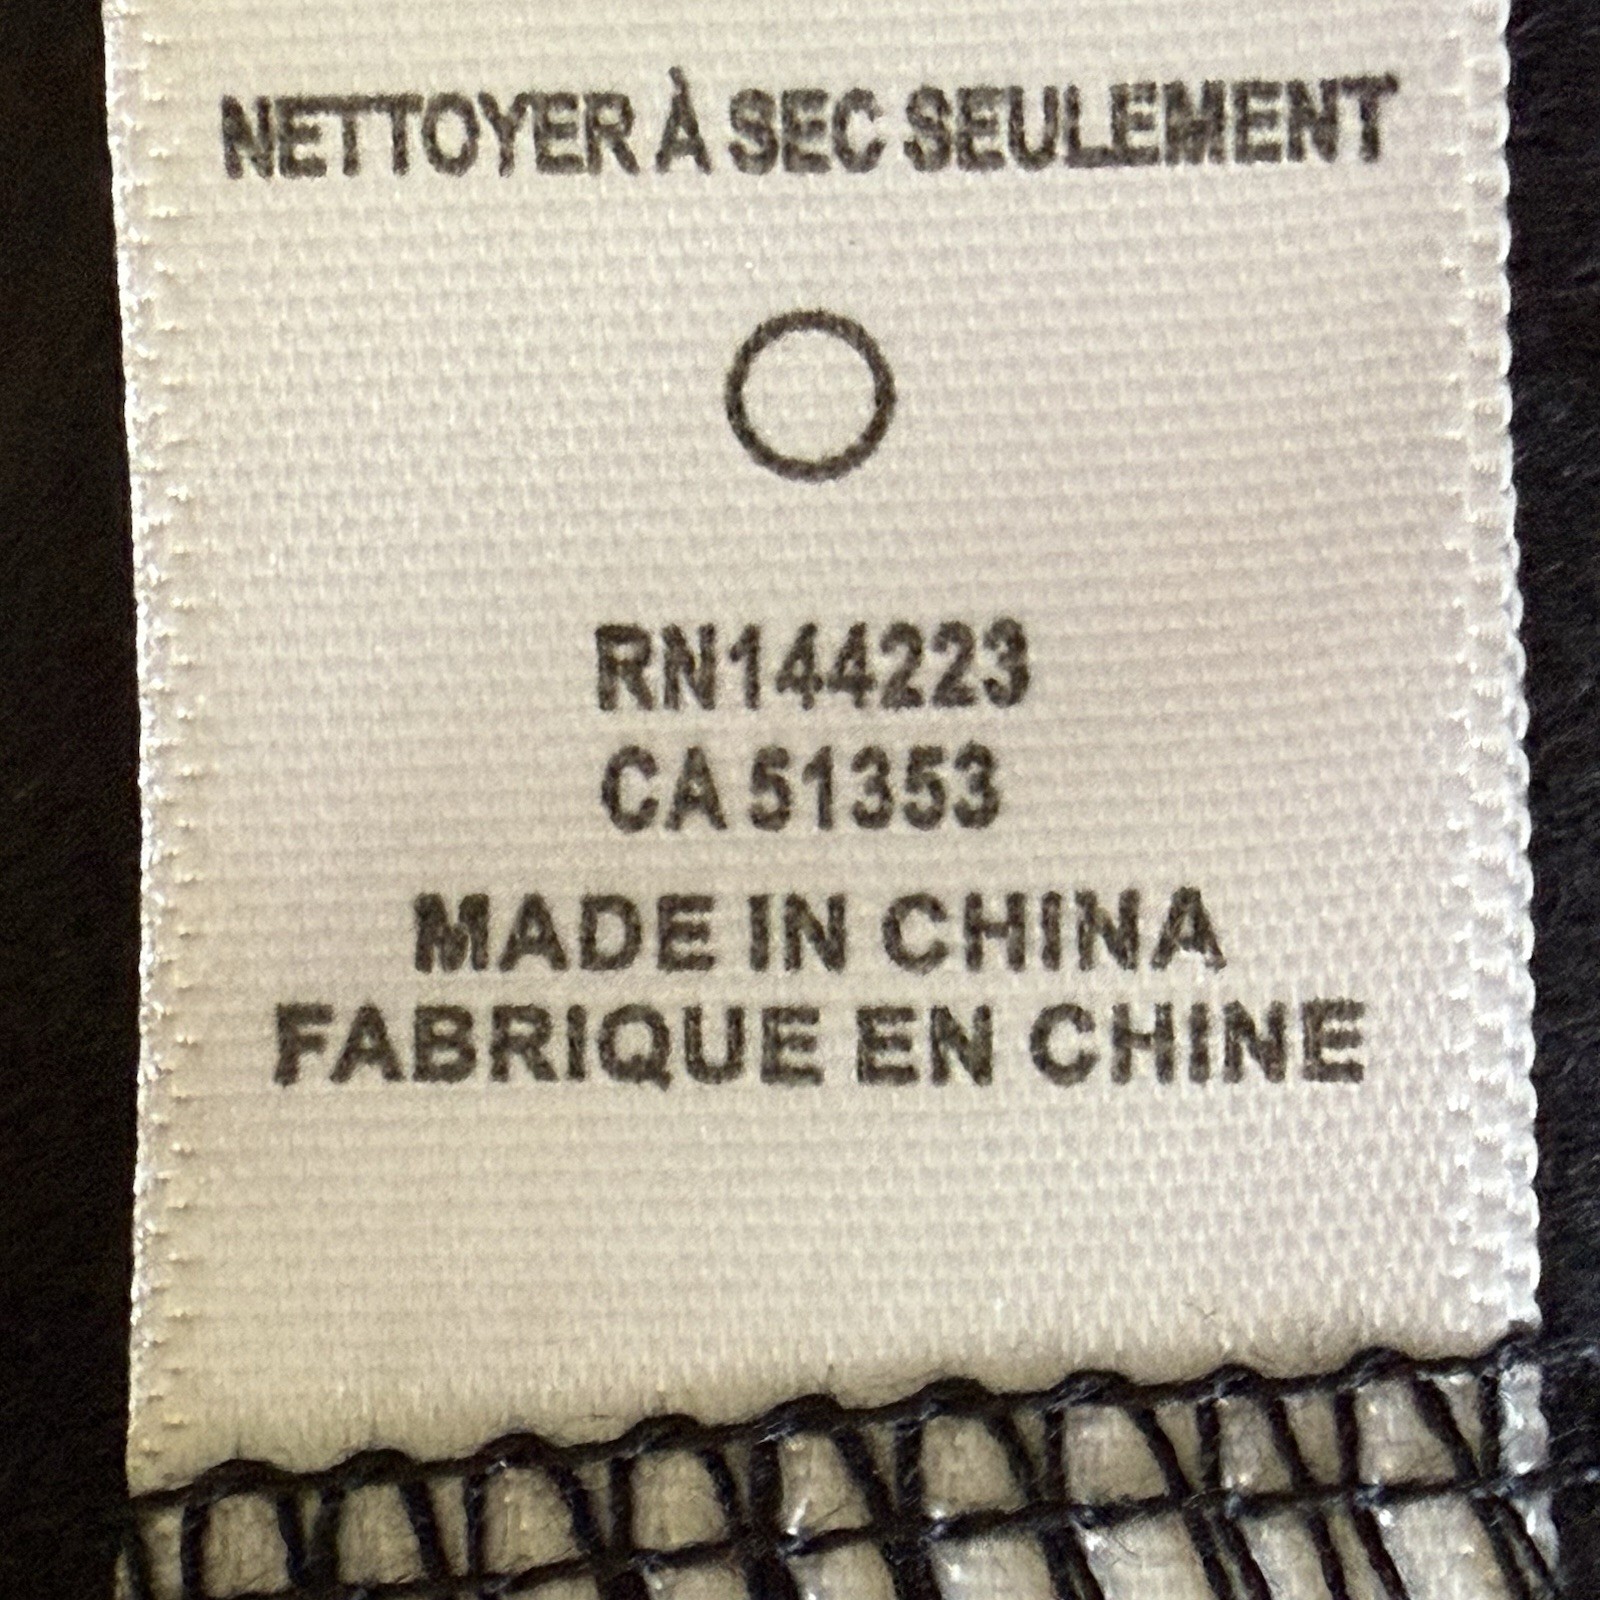 NETTOYER À SEC SEULEMENT
RN144223
CA 51353
MADE IN CHINA
FABRIQUE EN CHINE